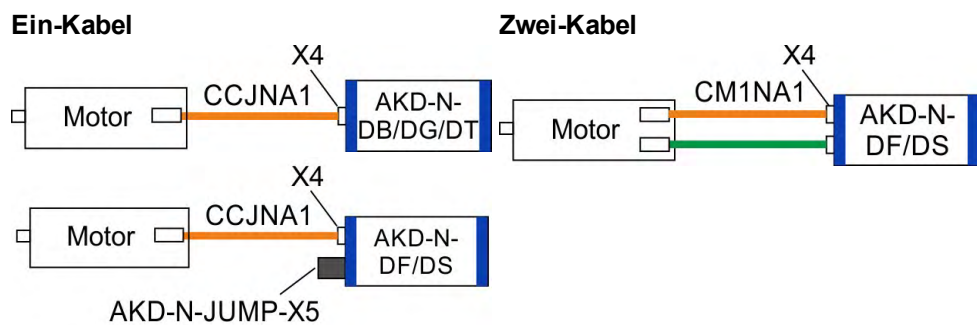 Ein-Kabel
X4
CCJNA1
Motor
AKD-N-
DB/DG/DT
X4
CCJNA1
Motor
AKD-N-
DF/DS
AKD-N-JUMP-X5
Zwei-Kabel
X4
CM1NA1
Motor
AKD-N-
DF/DS